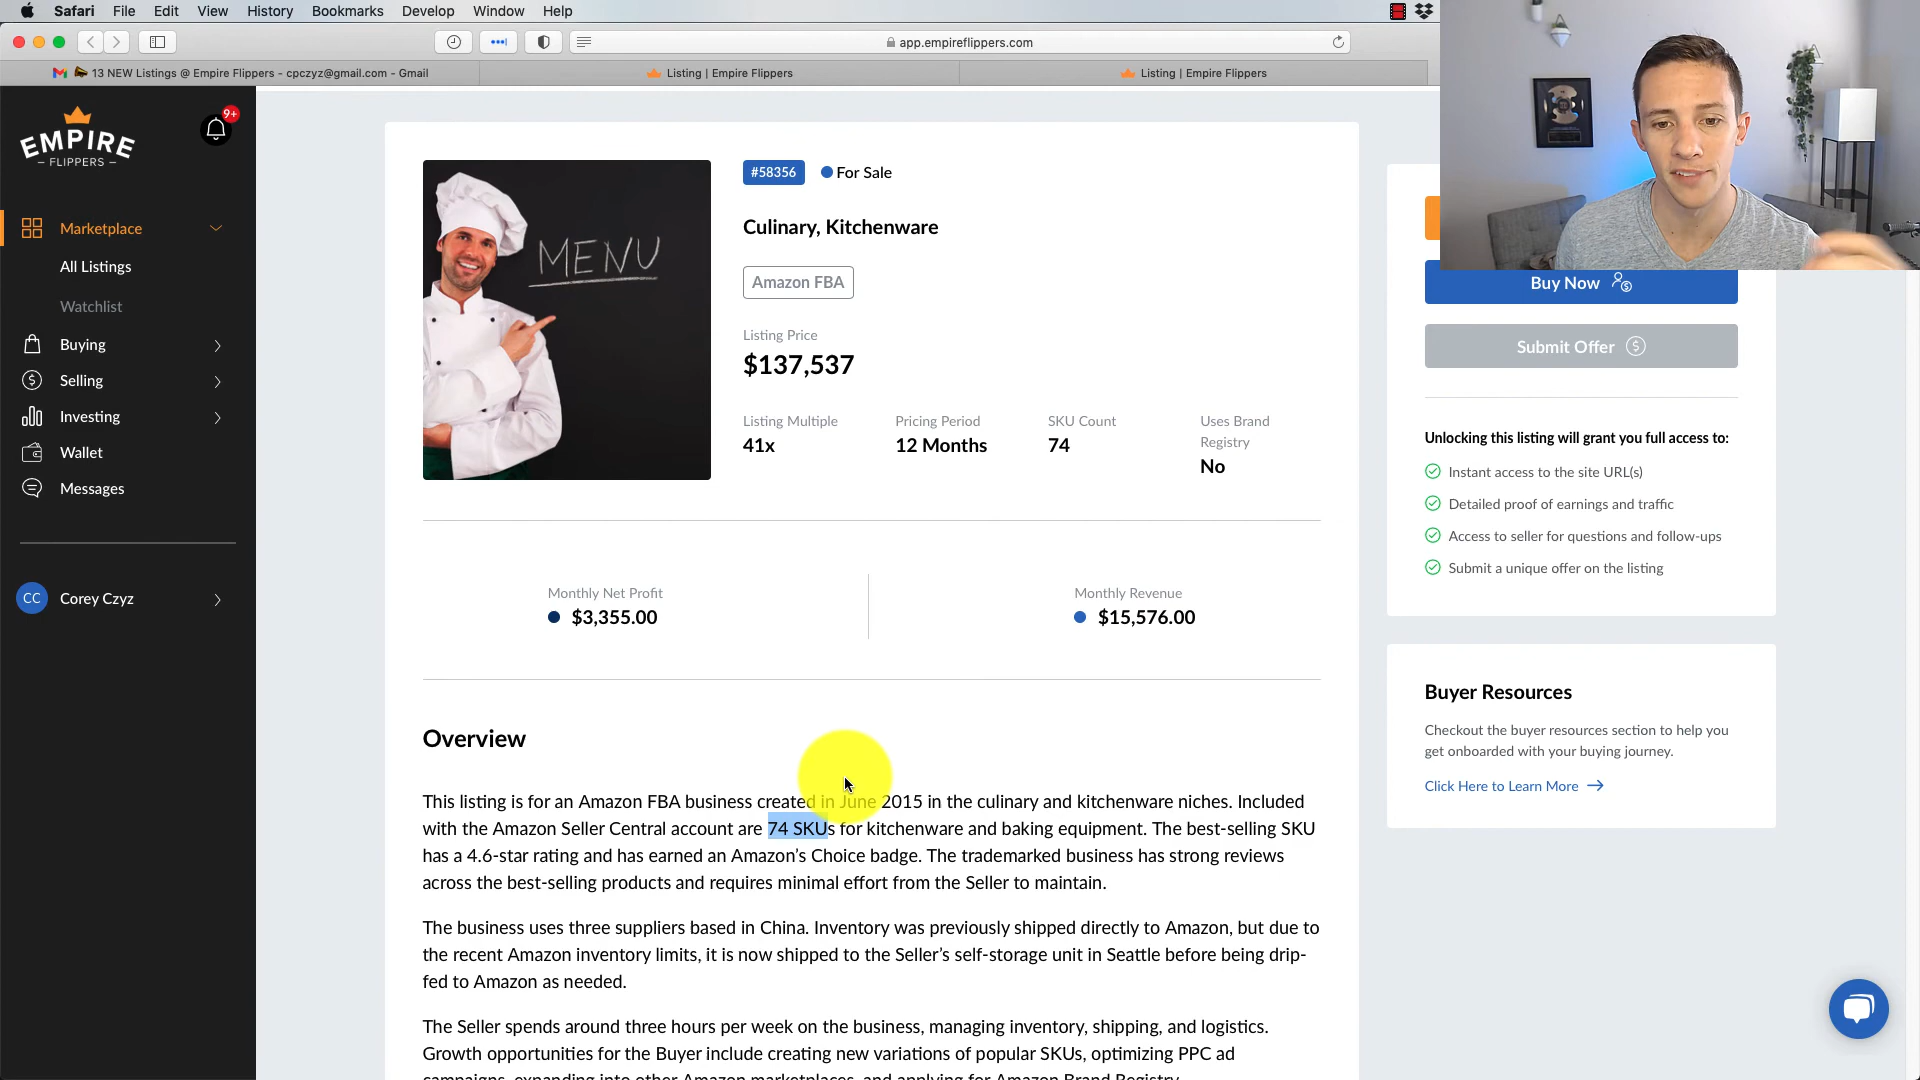 Safari File Edit View History Bookmarks Develop Window Help
app.empireflippers.com
13 NEW Listings @ Empire Flippers - cpczyz@gmail.com - Gmail
Listing | Empire Flippers
Listing | Empire Flippers
EMPIRE
FLIPPERS
9+
Marketplace
All Listings
Watchlist
Buying
Selling
Investing
Wallet
Messages
CC
Corey Czyz
MENU
#58356
For Sale
Culinary, Kitchenware
Amazon FBA
Listing Price
$137,537
Listing Multiple
41x
Pricing Period
12 Months
SKU Count
74
Uses Brand
Registry
No
Monthly Net Profit
$3,355.00
Monthly Revenue
$15,576.00
Overview
This listing is for an Amazon FBA business created in June 2015 in the culinary and kitchenware niches. Included
with the Amazon Seller Central account are 74 SKUs for kitchenware and baking equipment. The best-selling SKU
has a 4.6-star rating and has earned an Amazon’s Choice badge. The trademarked business has strong reviews
across the best-selling products and requires minimal effort from the Seller to maintain.
The business uses three suppliers based in China. Inventory was previously shipped directly to Amazon, but due to
the recent Amazon inventory limits, it is now shipped to the Seller’s self-storage unit in Seattle before being drip-
fed to Amazon as needed.
The Seller spends around three hours per week on the business, managing inventory, shipping, and logistics.
Growth opportunities for the Buyer include creating new variations of popular SKUs, optimizing PPC ad
campaigns, expanding into other Amazon marketplaces, and applying for Amazon Brand Registry.
Buy Now
Submit Offer
Unlocking this listing will grant you full access to:
Instant access to the site URL(s)
Detailed proof of earnings and traffic
Access to seller for questions and follow-ups
Submit a unique offer on the listing
Buyer Resources
Checkout the buyer resources section to help you
get onboarded with your buying journey.
Click Here to Learn More